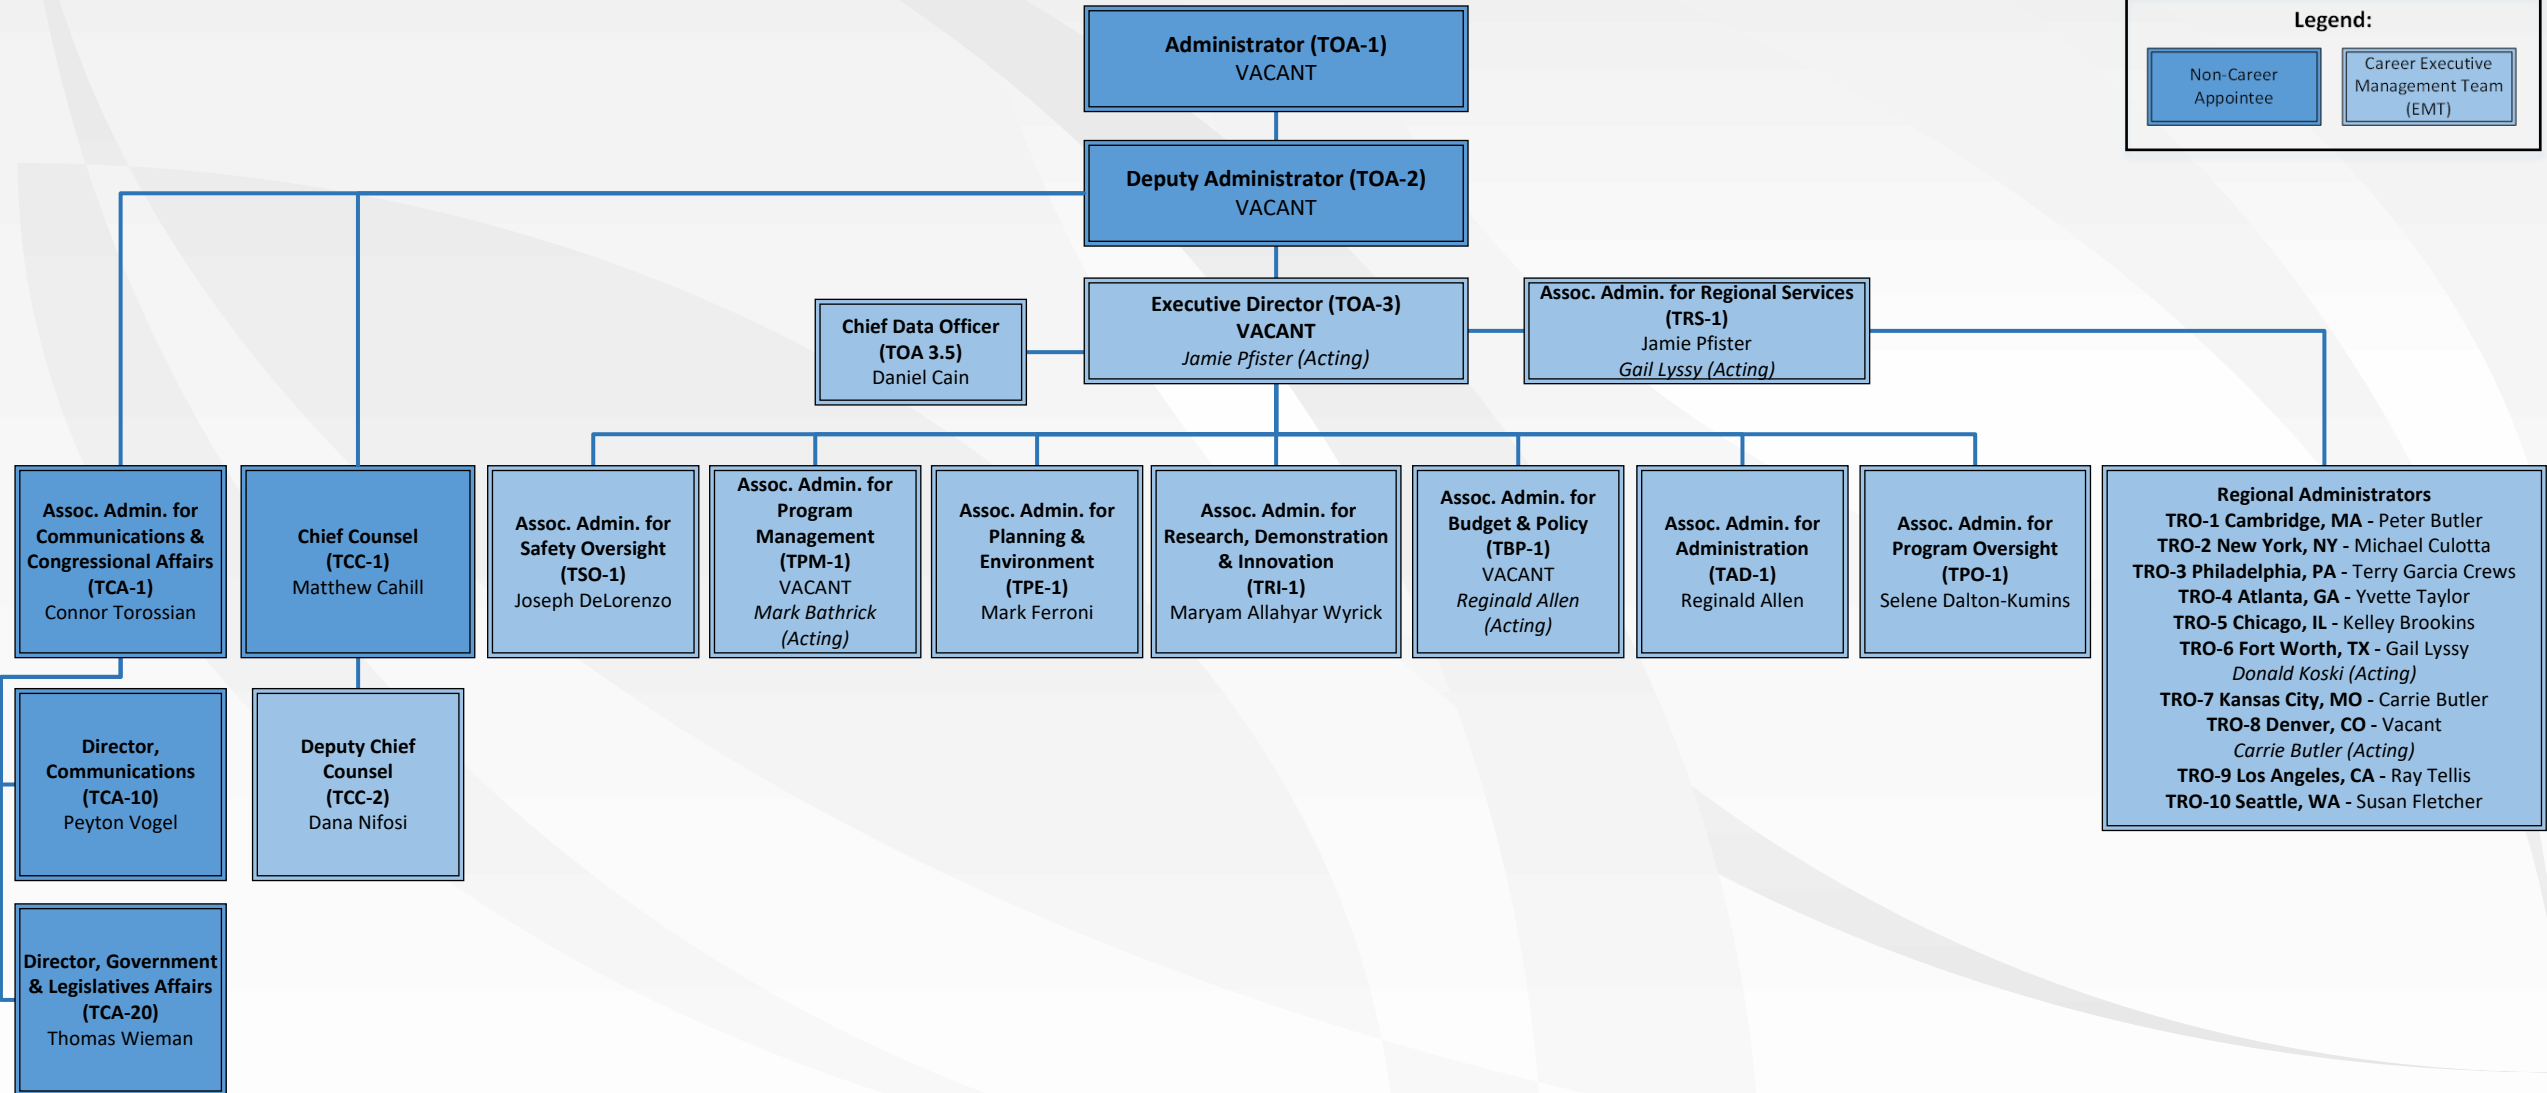 Legend:
Non-Career
Appointee
Career Executive
Management Team
(EMT)
Administrator (TOA-1)
VACANT
Deputy Administrator (TOA-2)
VACANT
Chief Data Officer
(TOA 3.5)
Daniel Cain
Executive Director (TOA-3)
VACANT
Jamie Pfister (Acting)
Assoc. Admin. for Regional Services
(TRS-1)
Jamie Pfister
Gail Lyssy (Acting)
Assoc. Admin. for
Communications &
Congressional Affairs
(TCA-1)
Connor Torossian
Chief Counsel
(TCC-1)
Matthew Cahill
Assoc. Admin. for
Safety Oversight
(TSO-1)
Joseph DeLorenzo
Assoc. Admin. for
Program
Management
(TPM-1)
VACANT
Mark Bathrick
(Acting)
Assoc. Admin. for
Planning &
Environment
(TPE-1)
Mark Ferroni
Assoc. Admin. for
Research, Demonstration
& Innovation
(TRI-1)
Maryam Allahyar Wyrick
Assoc. Admin. for
Budget & Policy
(TBP-1)
VACANT
Reginald Allen
(Acting)
Assoc. Admin. for
Administration
(TAD-1)
Reginald Allen
Assoc. Admin. for
Program Oversight
(TPO-1)
Selene Dalton-Kumins
Regional Administrators
TRO-1 Cambridge, MA - Peter Butler
TRO-2 New York, NY - Michael Culotta
TRO-3 Philadelphia, PA - Terry Garcia Crews
TRO-4 Atlanta, GA - Yvette Taylor
TRO-5 Chicago, IL - Kelley Brookins
TRO-6 Fort Worth, TX - Gail Lyssy
Donald Koski (Acting)
TRO-7 Kansas City, MO - Carrie Butler
TRO-8 Denver, CO - Vacant
Carrie Butler (Acting)
TRO-9 Los Angeles, CA - Ray Tellis
TRO-10 Seattle, WA - Susan Fletcher
Director,
Communications
(TCA-10)
Peyton Vogel
Deputy Chief
Counsel
(TCC-2)
Dana Nifosi
Director, Government
& Legislatives Affairs
(TCA-20)
Thomas Wieman